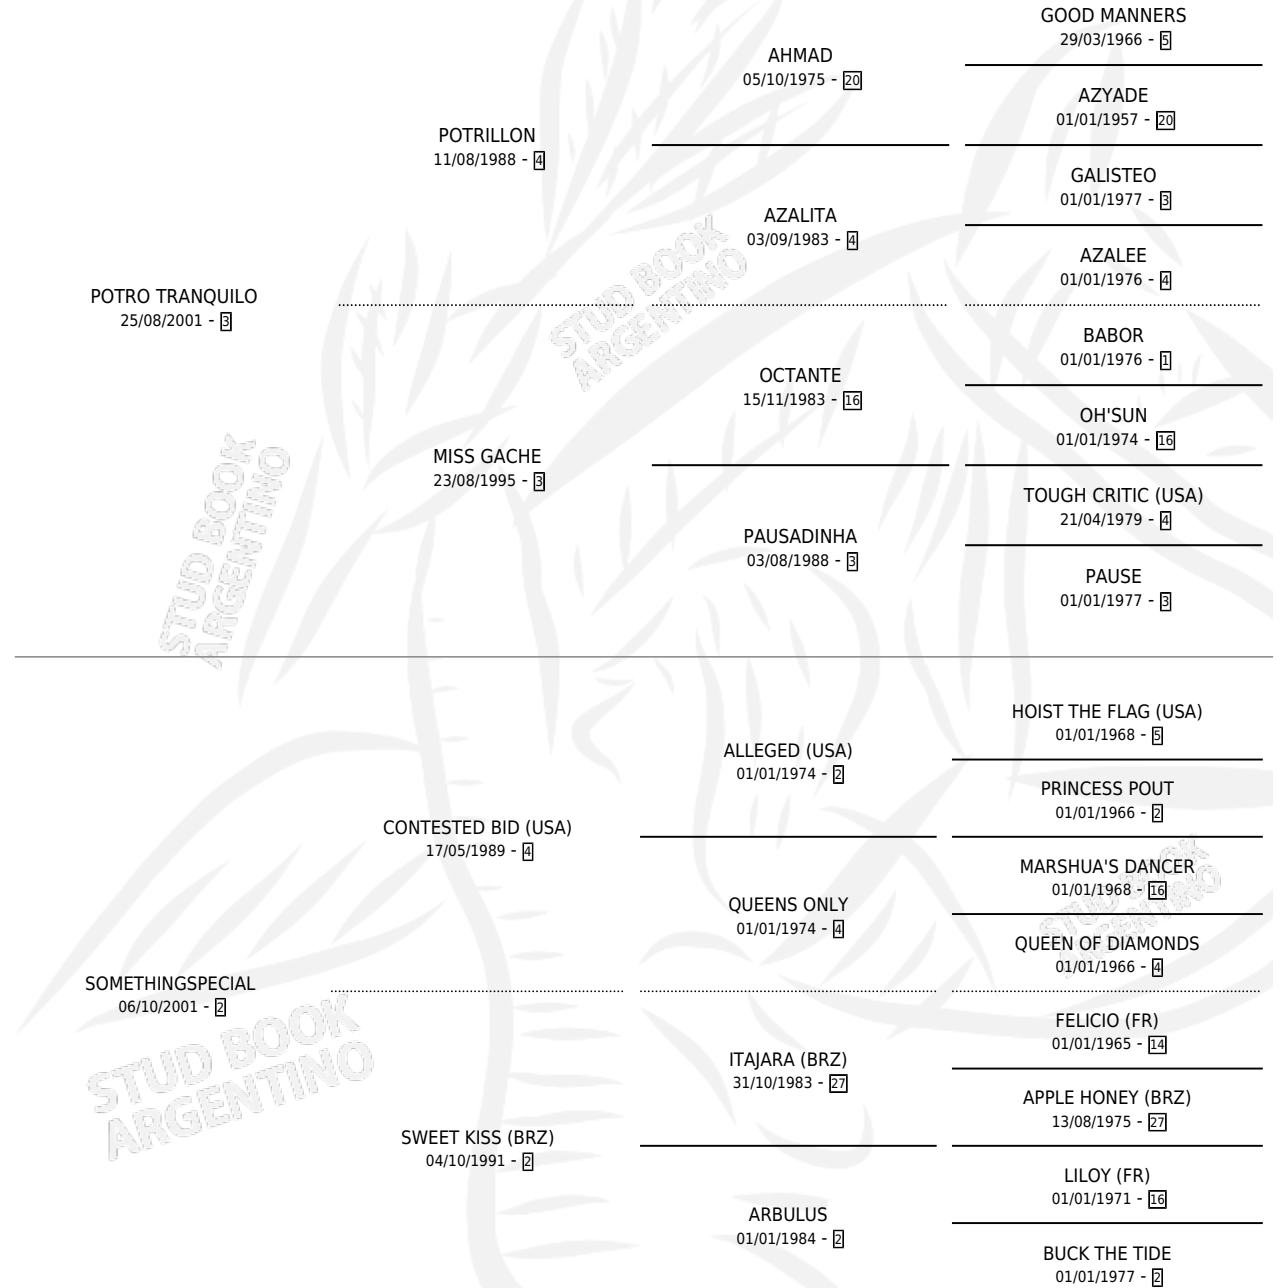 GOOD MANNERS
29/03/1966 - 5
AHMAD
05/10/1975 - 20
AZYADE
01/01/1957 - 20
POTRILLON
11/08/1988 - 4
GALISTEO
01/01/1977 - 3
AZALITA
03/09/1983 - 4
AZALEE
01/01/1976 - 4
POTRO TRANQUILO
25/08/2001 - 3
STUD BOOK
ARGENTINO
BABOR
01/01/1976 - 1
OCTANTE
15/11/1983 - 16
OH'SUN
01/01/1974 - 16
MISS GACHE
23/08/1995 - 3
TOUGH CRITIC (USA)
21/04/1979 - 4
PAUSADINHA
03/08/1988 - 3
PAUSE
01/01/1977 - 3
STUD BOOK
ARGENTINO
HOIST THE FLAG (USA)
01/01/1968 - 5
ALLEGED (USA)
01/01/1974 - 2
PRINCESS POUT
01/01/1966 - 2
CONTESTED BID (USA)
17/05/1989 - 4
MARSHUA'S DANCER
01/01/1968 - 16
QUEENS ONLY
01/01/1974 - 4
STUD BOOK
ARGENTINO
QUEEN OF DIAMONDS
01/01/1966 - 4
SOMETHINGSPECIAL
06/10/2001 - 2
STUD BOOK
ARGENTINO
FELICIO (FR)
01/01/1965 - 14
ITAJARA (BRZ)
31/10/1983 - 27
APPLE HONEY (BRZ)
13/08/1975 - 27
SWEET KISS (BRZ)
04/10/1991 - 2
LILOY (FR)
01/01/1971 - 16
ARBULUS
01/01/1984 - 2
BUCK THE TIDE
01/01/1977 - 2